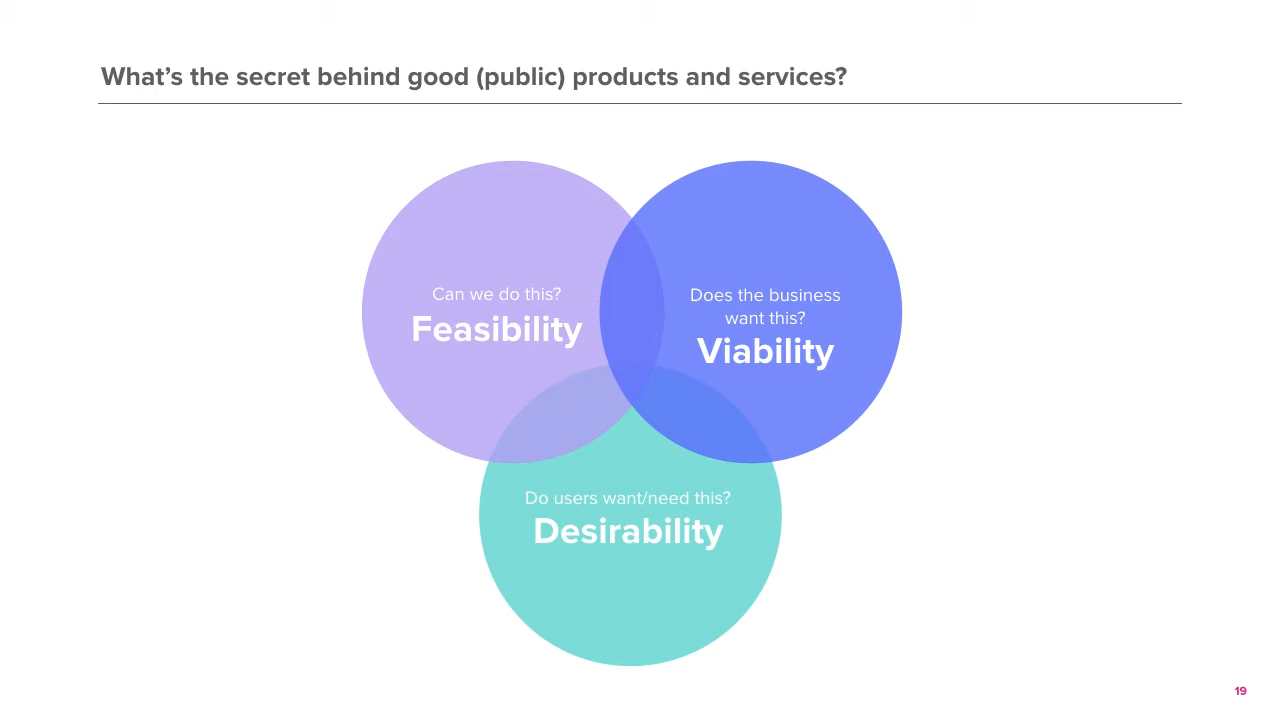 What’s the secret behind good (public) products and services?
Can we do this?
Feasibility
Does the business
want this?
Viability
Do users want/need this?
Desirability
19